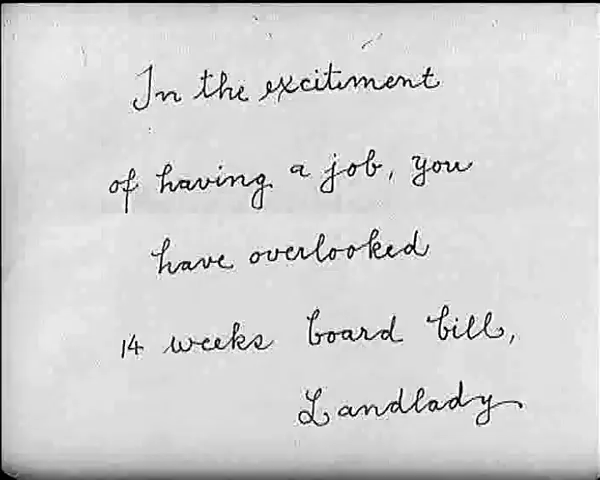 In the excitement
of having a job, you
have overlooked
14 weeks board bill,
Landlady